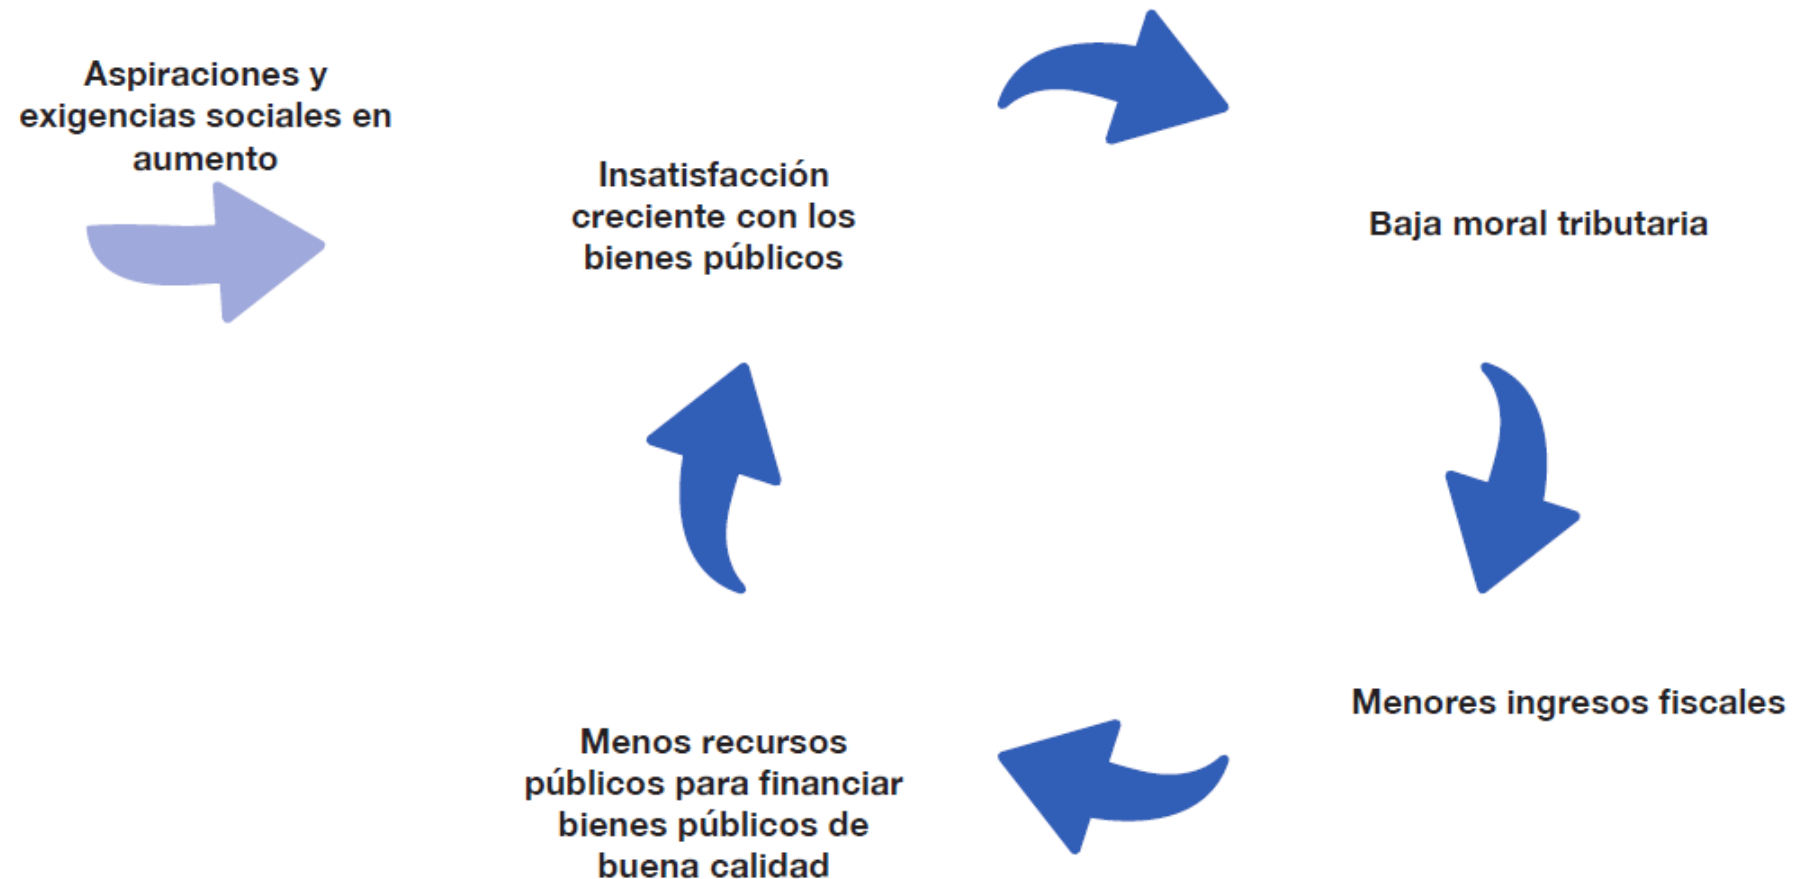 Aspiraciones y
exigencias sociales en
aumento
Insatisfacción
creciente con los
bienes públicos
Baja moral tributaria
Menores ingresos fiscales
Menos recursos
públicos para financiar
bienes públicos de
buena calidad